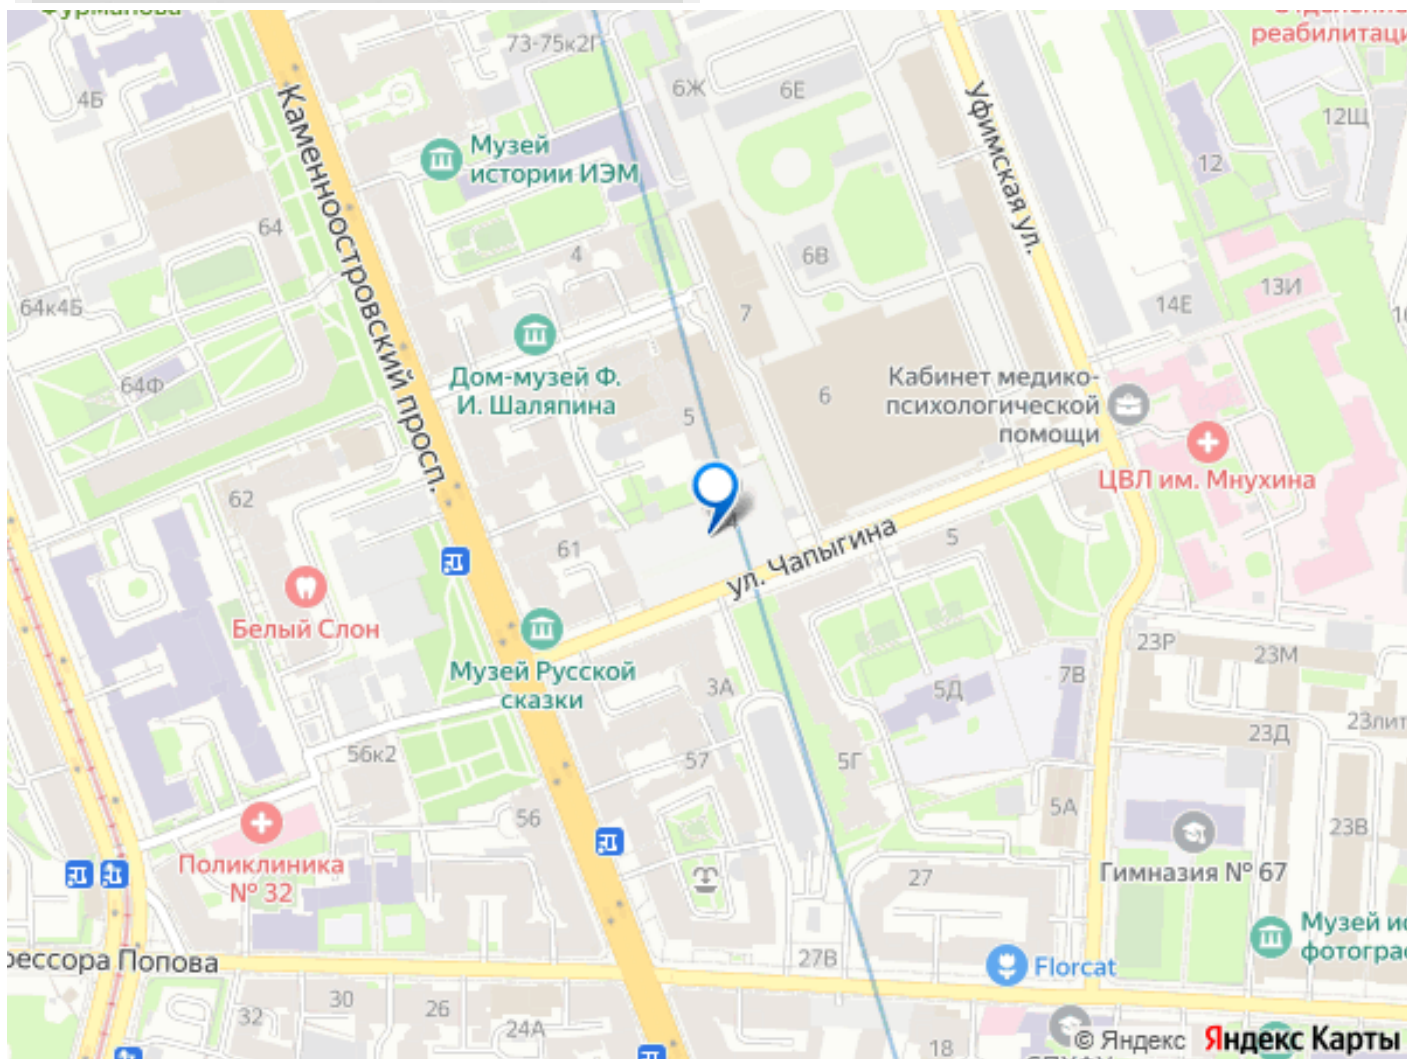 Фурманова
73-75к2Г
4Б
6Ж
6Е
реабилитаци
12Щ
Каменноостровский просп.
Уфимская ул.
Музей
истории ИЭМ
12
64
4
6В
13И
64к4Б
7
14Е
Дом-музей Ф.
И. Шаляпина
64Ф
5
6
Кабинет медико-
психологической
помощи
ЦВЛ им. Мнухина
62
61
ул. Чапыгина
5
Белый Слон
Музей Русской
сказки
3А
5Д
7В
23Р
23М
23лит
23Д
56к2
57
5Г
5А
56
23В
Поликлиника
№ 32
27
Гимназия № 67
Музей ис
фотограф
рессора Попова
27В
Florcat
30
26
32
24А
18
© Яндекс
Яндекс Карты